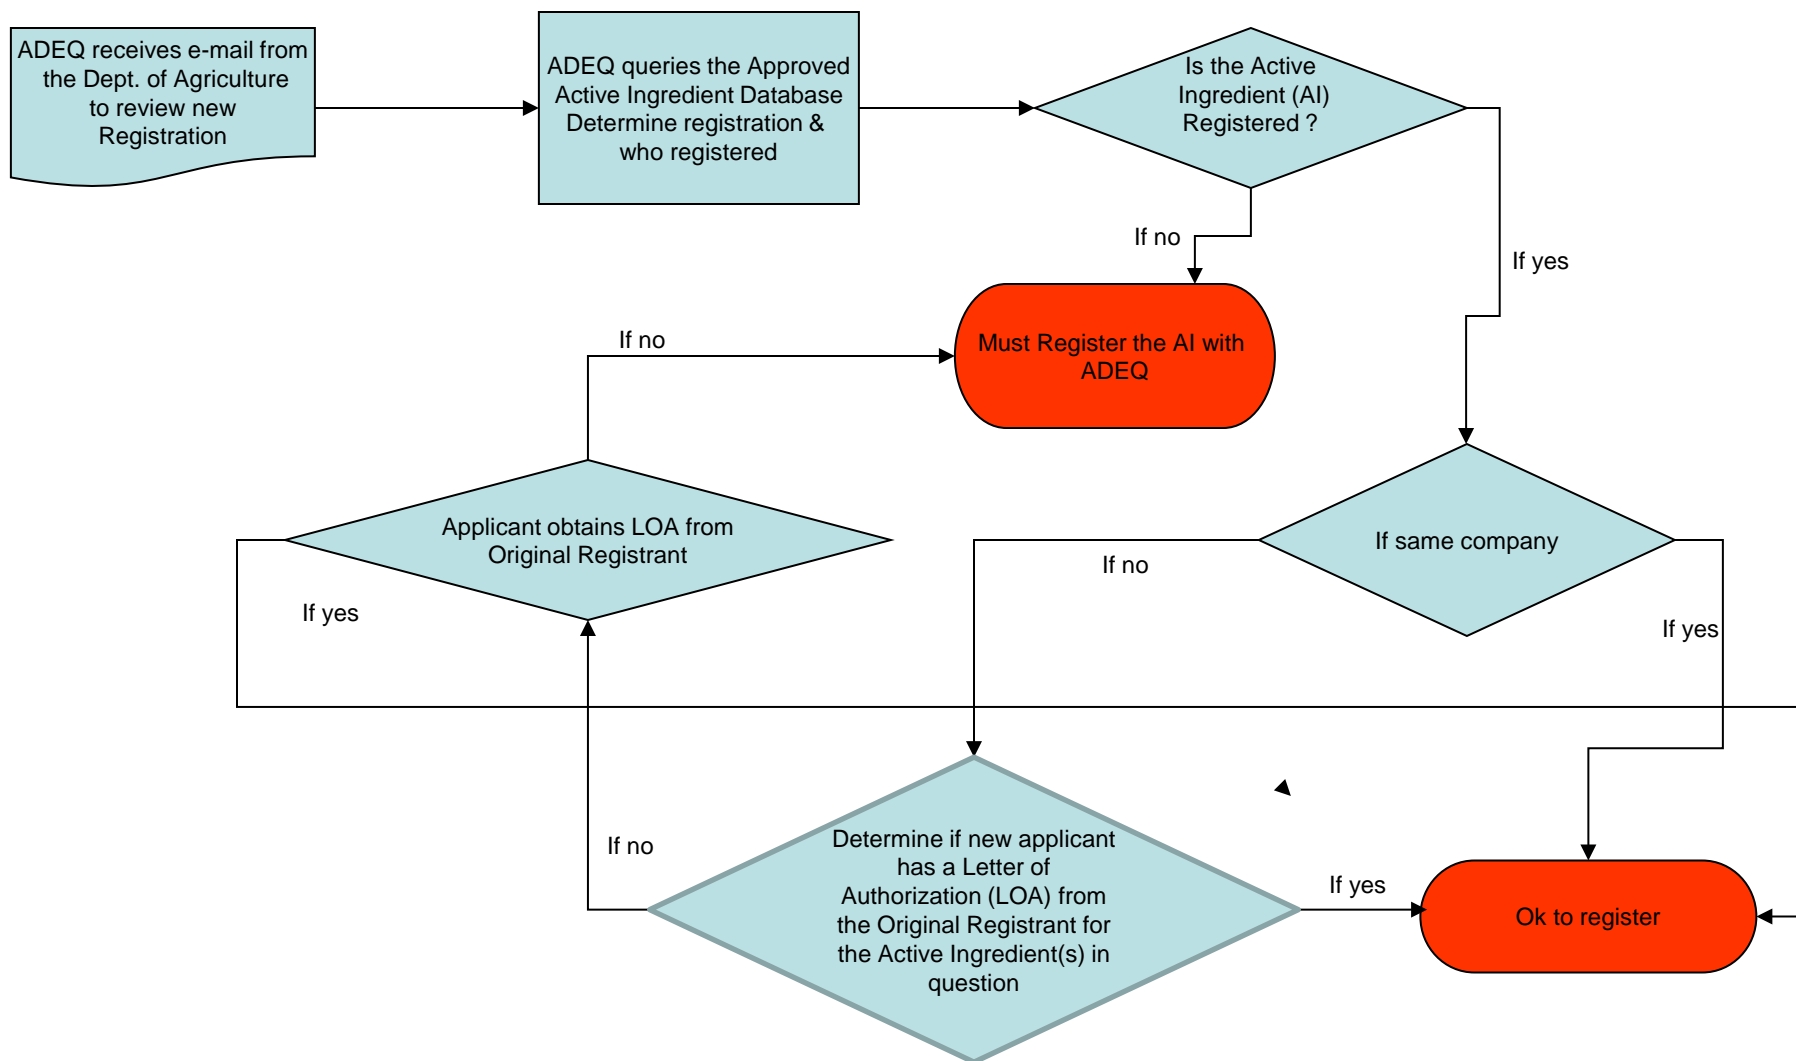 ADEQ receives e-mail from
the Dept. of Agriculture
to review new
Registration
ADEQ queries the Approved
Active Ingredient Database
Determine registration &
who registered
Is the Active
Ingredient (AI)
Registered ?
If no
If yes
Must Register the AI with
ADEQ
If no
Applicant obtains LOA from
Original Registrant
If yes
If same company
If no
If yes
Determine if new applicant
has a Letter of
Authorization (LOA) from
the Original Registrant for
the Active Ingredient(s) in
question
If no
If yes
Ok to register